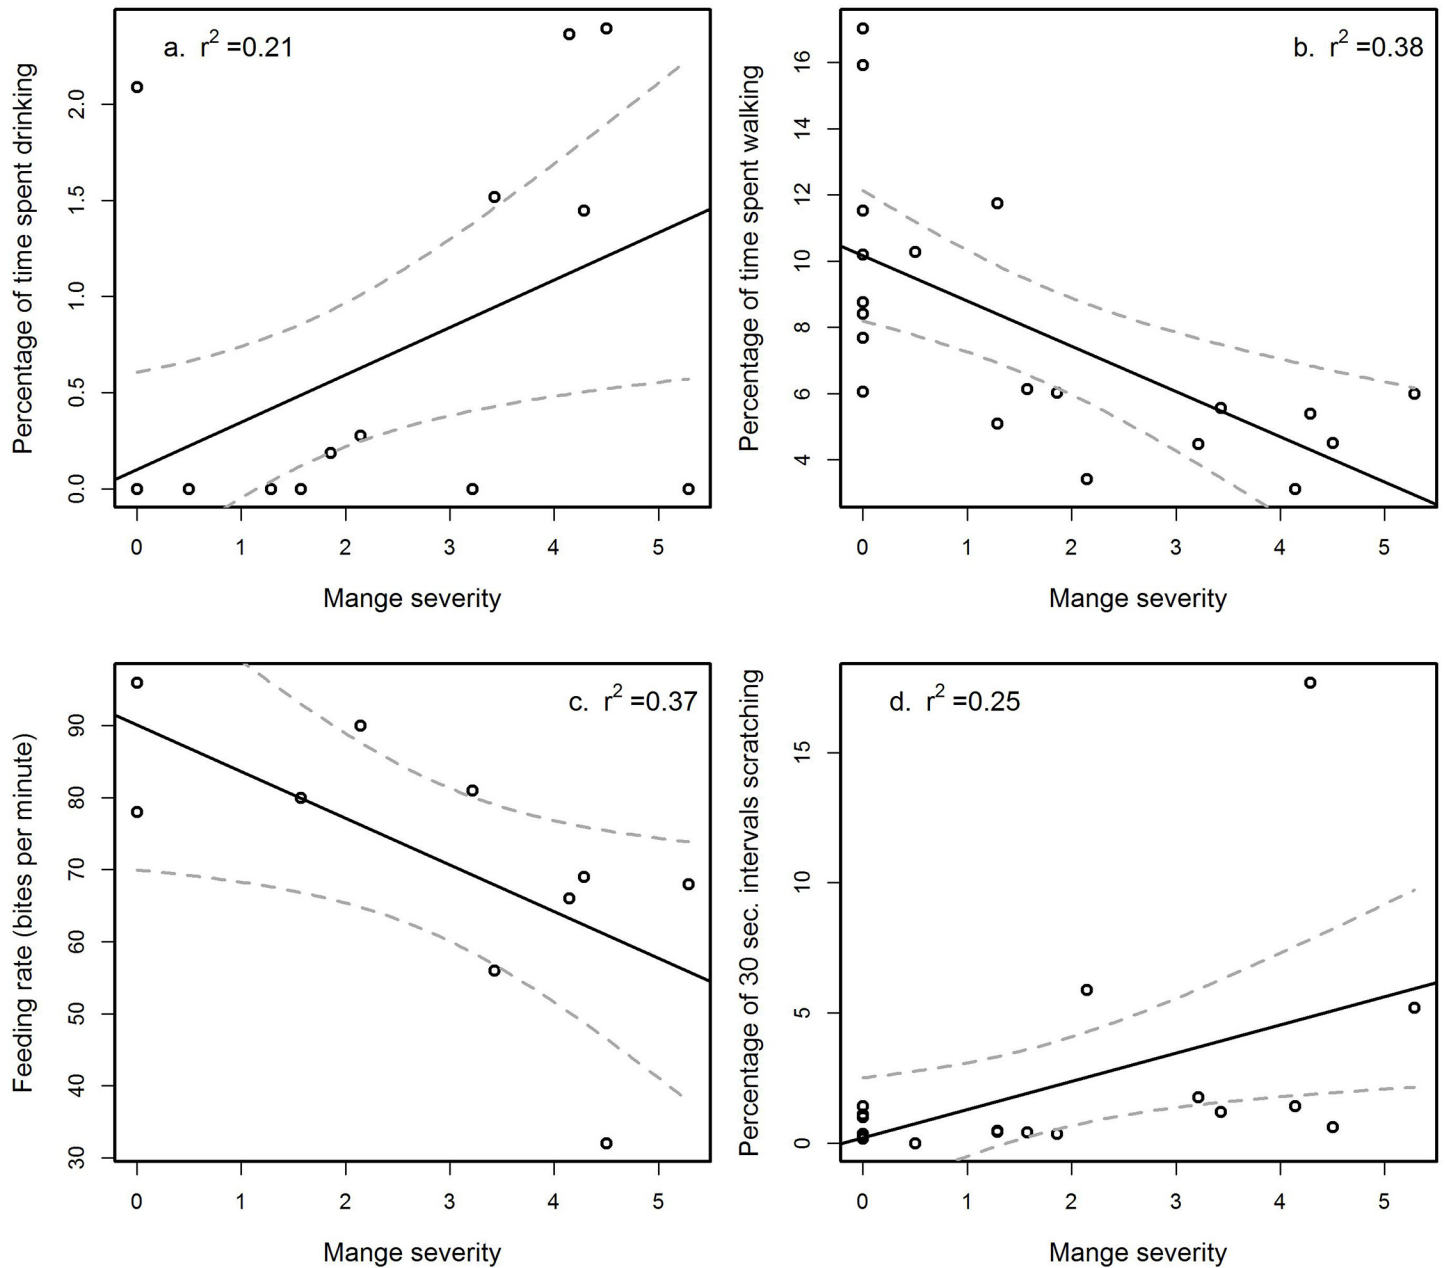 a. r² =0.21
Percentage of time spent drinking
0.0 0.5 1.0 1.5 2.0
0 1 2 3 4 5
Mange severity
b. r² =0.38
Percentage of time spent walking
4 6 8 10 12 14 16
0 1 2 3 4 5
Mange severity
c. r² =0.37
Feeding rate (bites per minute)
30 40 50 60 70 80 90
0 1 2 3 4 5
Mange severity
d. r² =0.25
Percentage of 30 sec. intervals scratching
0 5 10 15
0 1 2 3 4 5
Mange severity